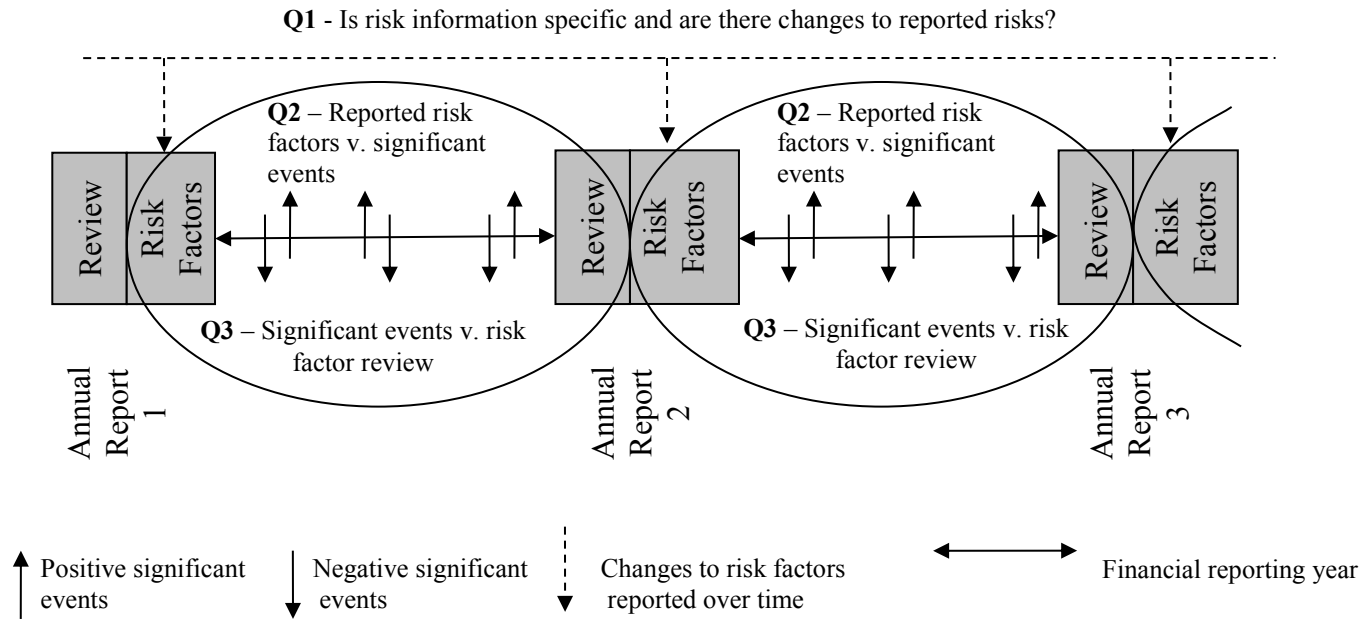 Q1 - Is risk information specific and are there changes to reported risks?
Q2 – Reported risk
factors v. significant
events
Q2 – Reported risk
factors v. significant
events
Review
Risk
Factors
Review
Risk
Factors
Review
Risk
Factors
Q3 – Significant events v. risk
factor review
Q3 – Significant events v. risk
factor review
Annual
Report
1
Annual
Report
2
Annual
Report
3
Positive significant
events
Negative significant
events
Changes to risk factors
reported over time
Financial reporting year